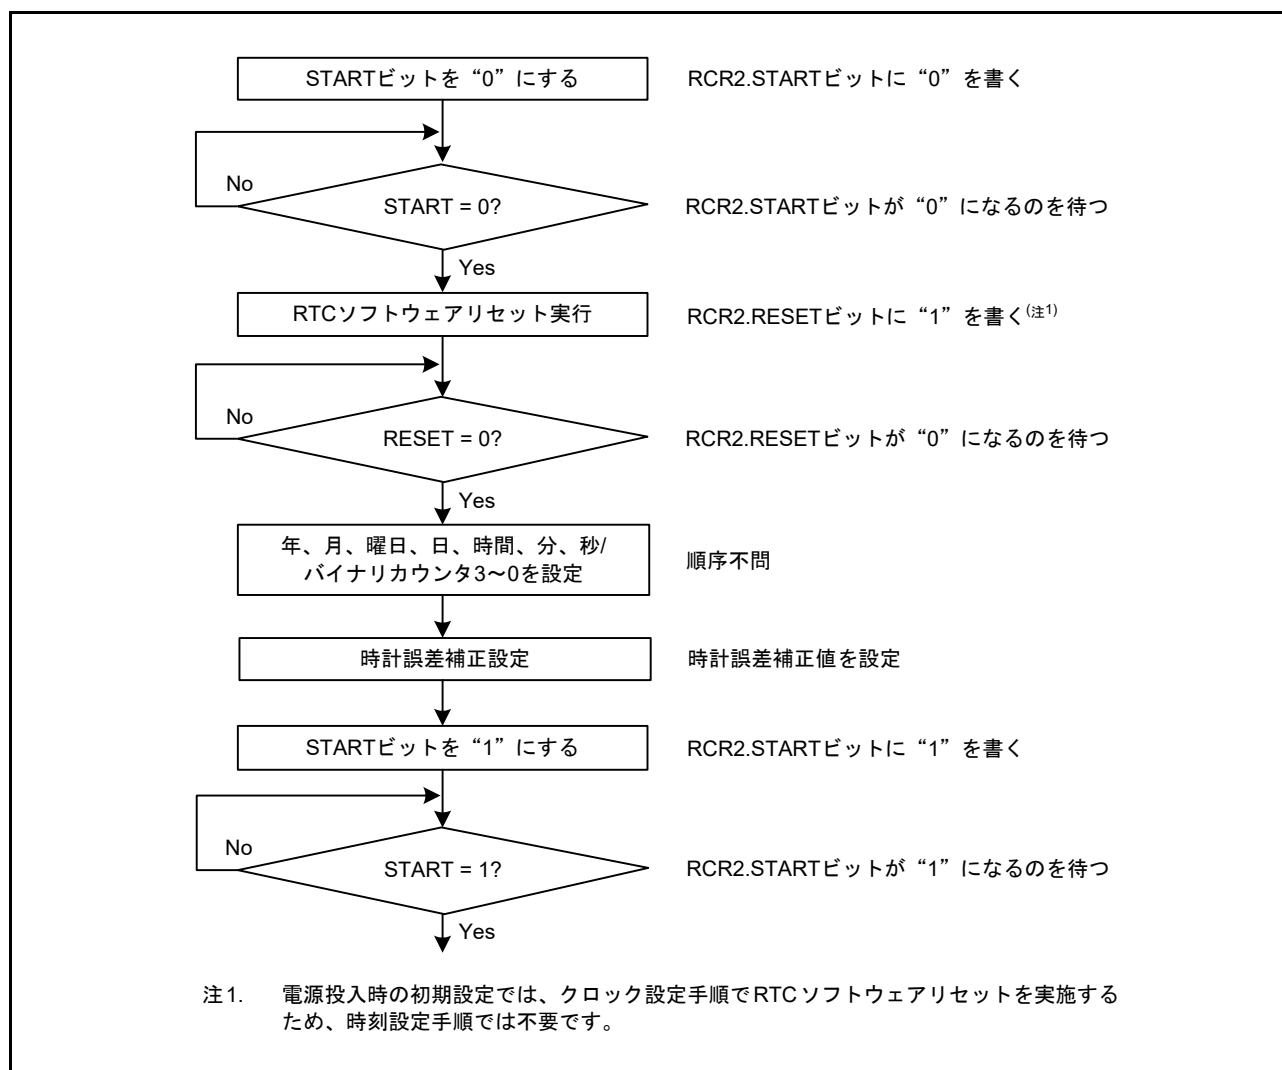 STARTビットを“0”にする
RCR2.STARTビットに“0”を書く
No
START = 0?
RCR2.STARTビットが“0”になるのを待つ
Yes
RTCソフトウェアリセット実行
RCR2.RESETビットに“1”を書く(注1)
No
RESET = 0?
RCR2.RESETビットが“0”になるのを待つ
Yes
年、月、曜日、日、時間、分、秒/
バイナリカウンタ3～0を設定
順序不問
時計誤差補正設定
時計誤差補正値を設定
STARTビットを“1”にする
RCR2.STARTビットに“1”を書く
No
START = 1?
RCR2.STARTビットが“1”になるのを待つ
Yes
注1. 電源投入時の初期設定では、クロック設定手順でRTCソフトウェアリセットを実施する
ため、時刻設定手順では不要です。